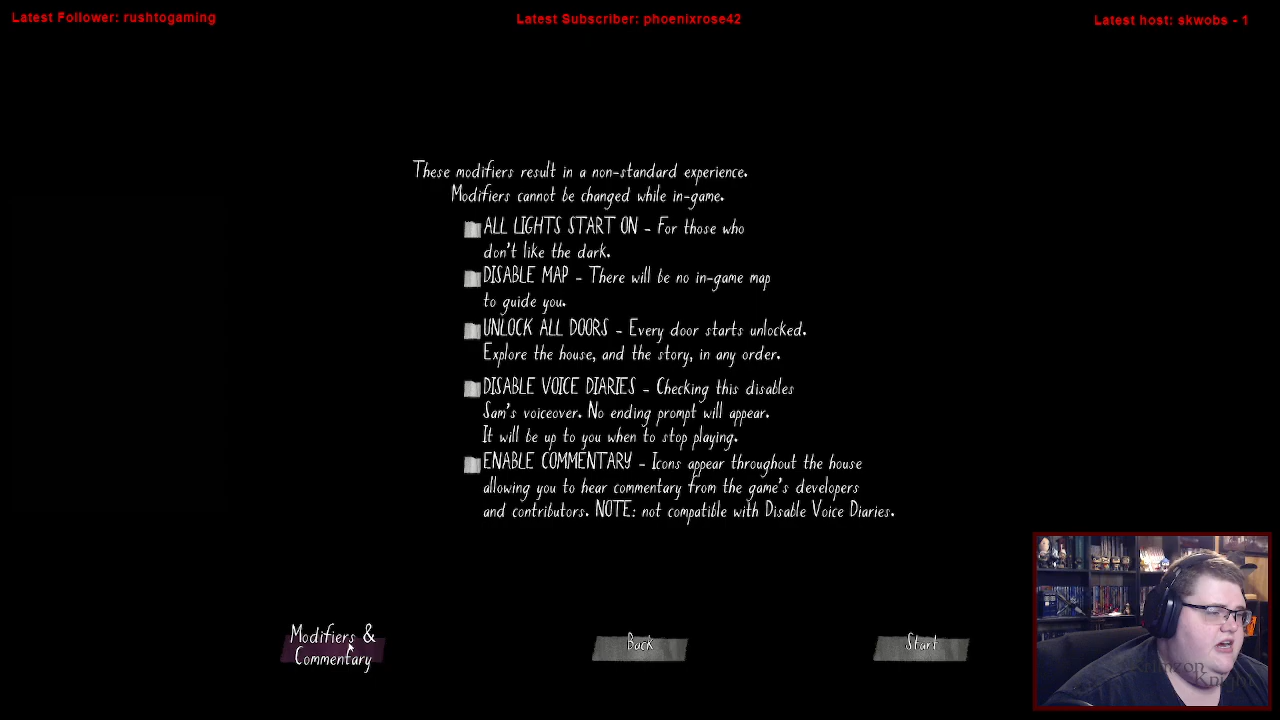 Latest Follower: rushtogaming
Latest Subscriber: phoenixrose42
Latest host: skwobs - 1
These modifiers result in a non-standard experience.
Modifiers cannot be changed while in-game.
ALL LIGHTS START ON - For those who
don't like the dark.
DISABLE MAP - There will be no in-game map
to guide you.
UNLOCK ALL DOORS - Every door starts unlocked.
Explore the house, and the story, in any order.
DISABLE VOICE DIARIES - Checking this disables
Sam's voiceover. No ending prompt will appear.
It will be up to you when to stop playing.
ENABLE COMMENTARY - Icons appear throughout the house
allowing you to hear commentary from the game's developers
and contributors. NOTE: not compatible with Disable Voice Diaries.
Modifiers &
Commentary
Back
Start